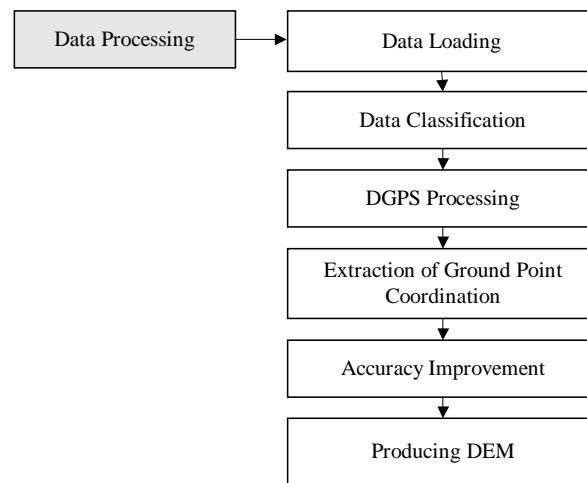 Data Processing
Data Loading
Data Classification
DGPS Processing
Extraction of Ground Point
Coordination
Accuracy Improvement
Producing DEM